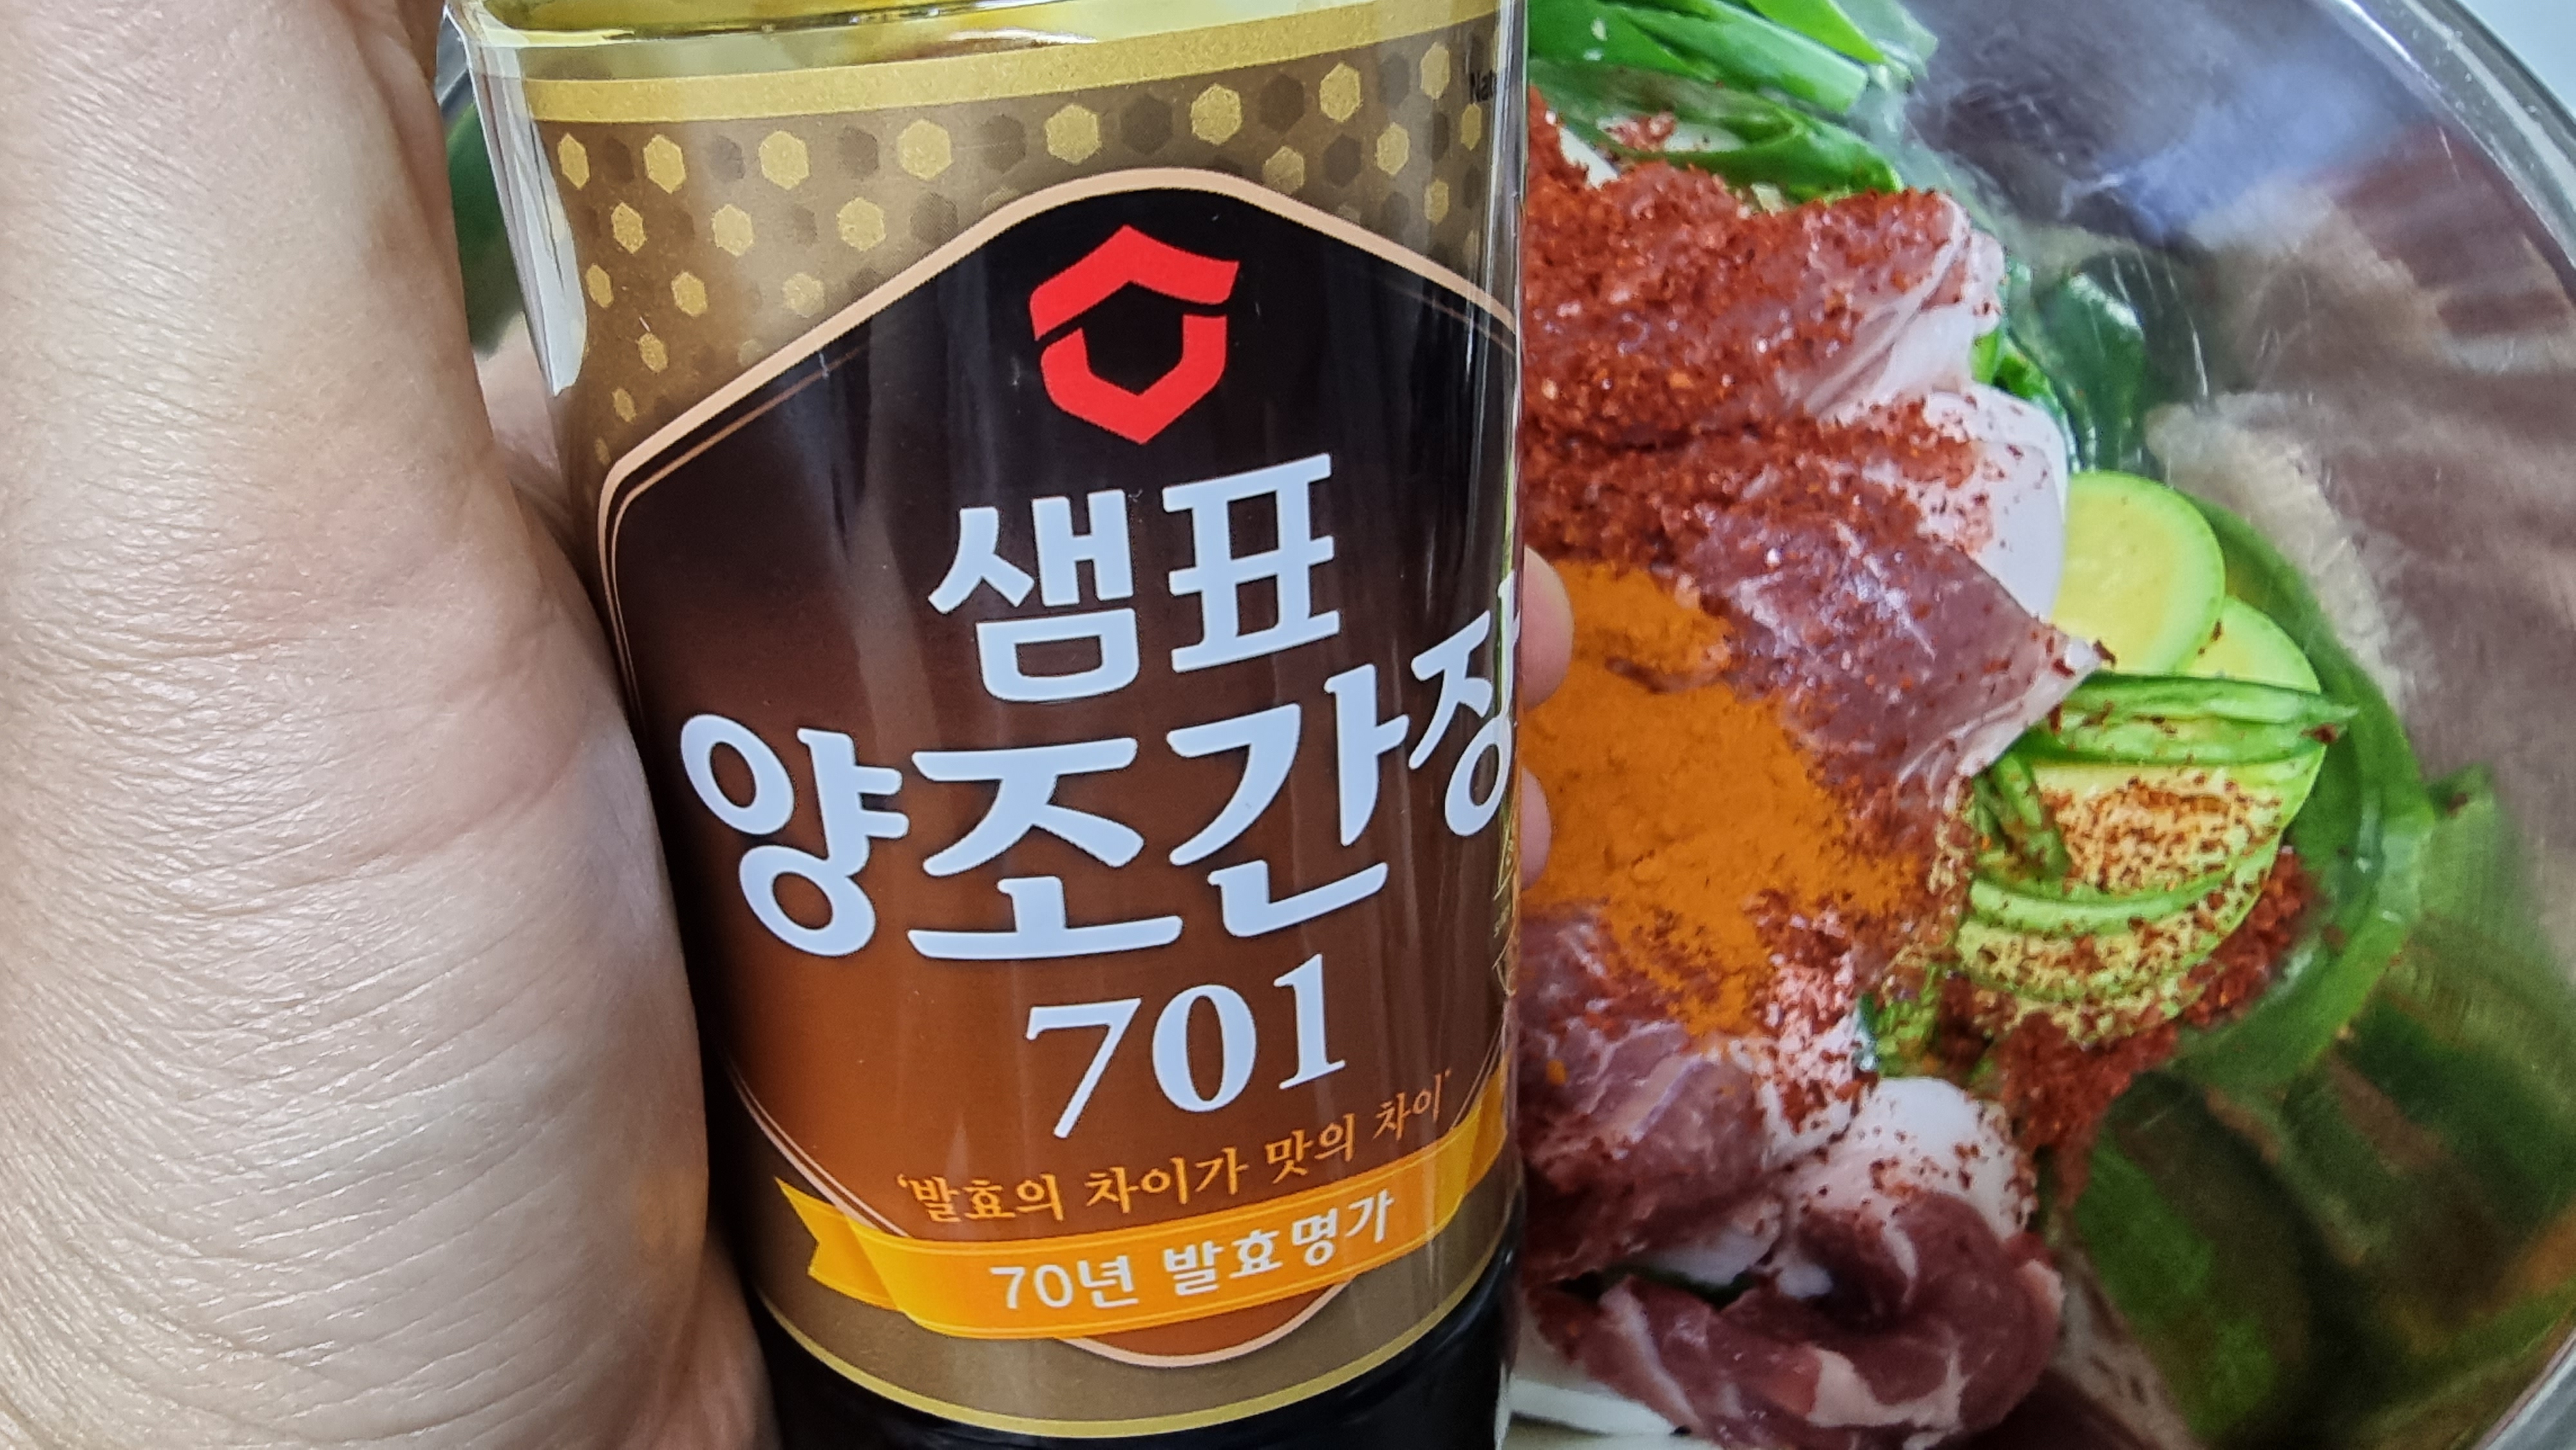 샘표
양조간장
701
'발효의 차이가 맛의 차이'
70년 발효명가